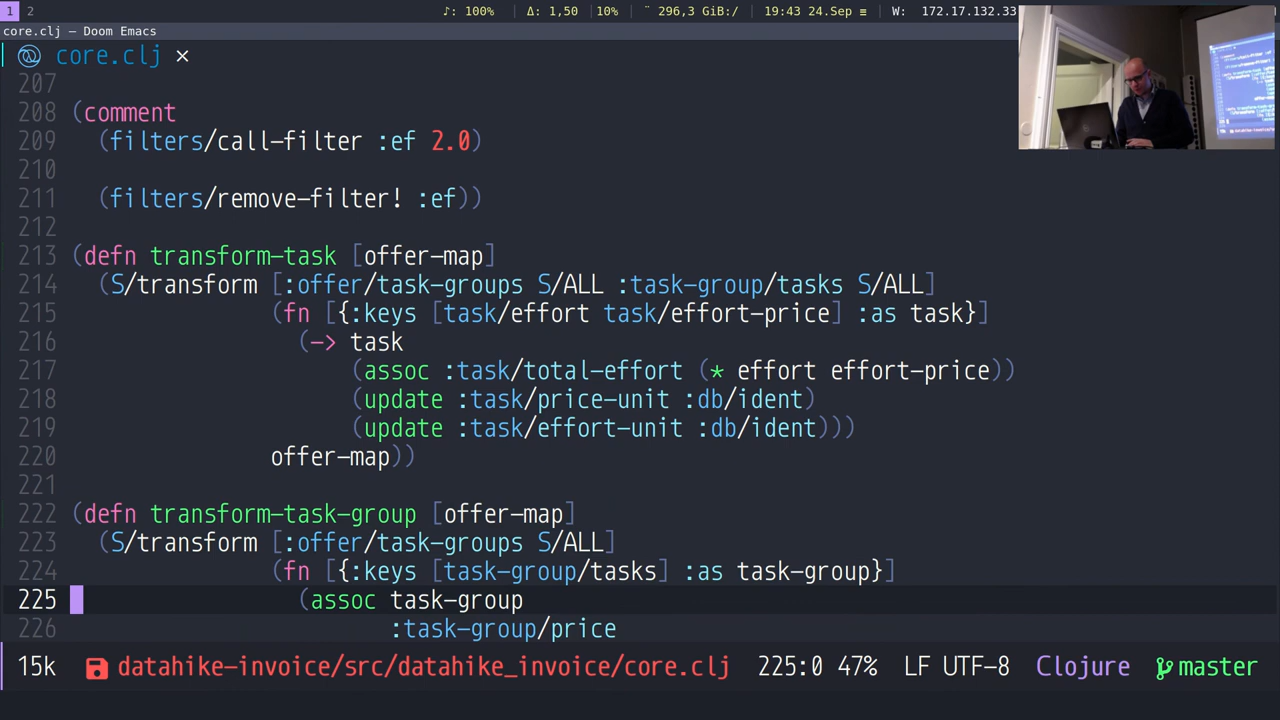 1 2 ♪: 100% Δ: 1,50 10% ¨ 296,3 GiB:/ 19:43 24.Sep ≡ W: 172.17.132.33
core.clj — Doom Emacs
core.clj ×
207
208 (comment
209 (filters/call-filter :ef 2.0)
210
211 (filters/remove-filter! :ef))
212
213 (defn transform-task [offer-map]
214 (S/transform [:offer/task-groups S/ALL :task-group/tasks S/ALL]
215 (fn [{:keys [task/effort task/effort-price] :as task}]
216 (—> task
217 (assoc :task/total-effort (* effort effort-price))
218 (update :task/price-unit :db/ident)
219 (update :task/effort-unit :db/ident)))
220 offer-map))
221
222 (defn transform-task-group [offer-map]
223 (S/transform [:offer/task-groups S/ALL]
224 (fn [{:keys [task-group/tasks] :as task-group}]
225 (assoc task-group
226 :task-group/price
15k datahike-invoice/src/datahike_invoice/core.clj 225:0 47% LF UTF-8 Clojure master